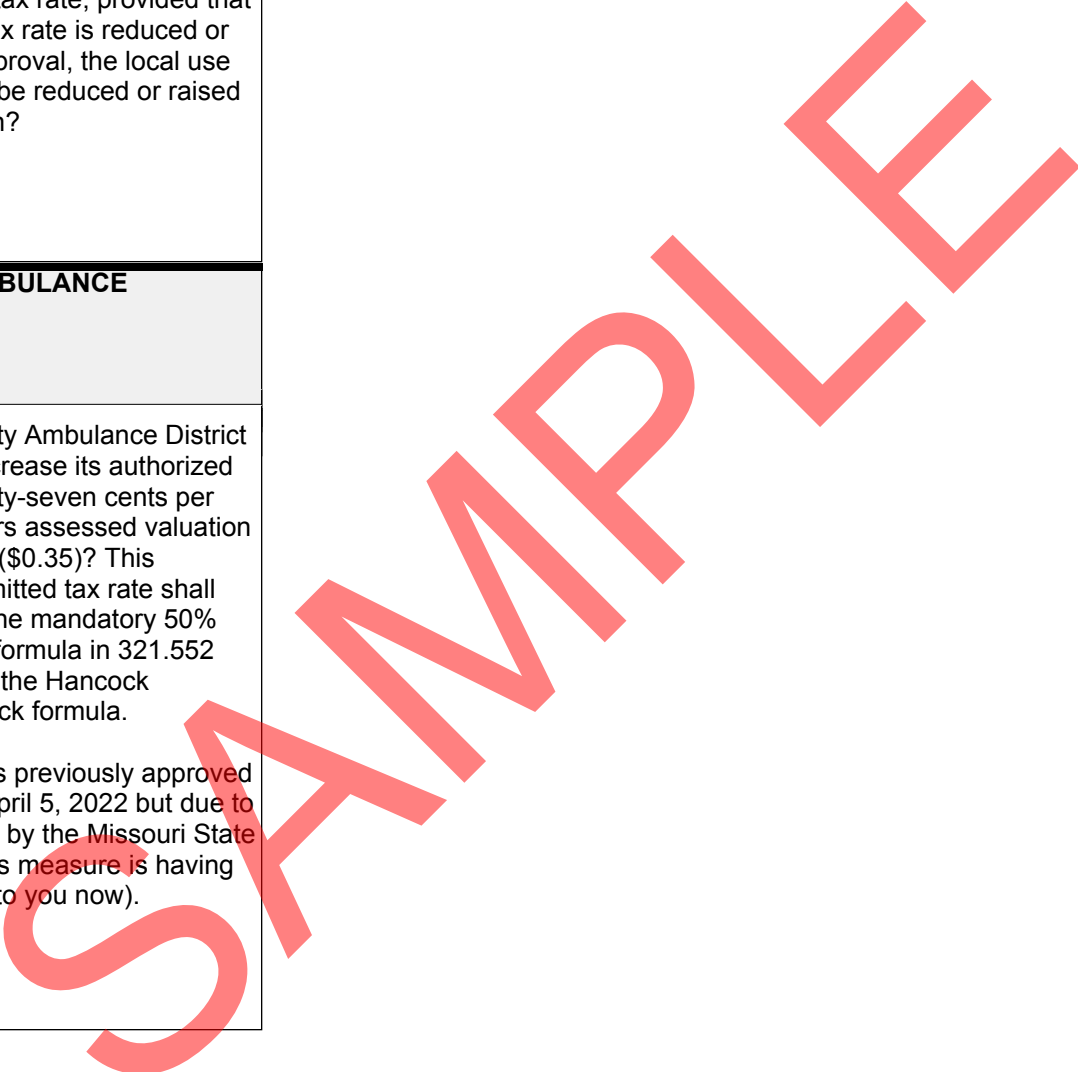 tax rate, provided that
x rate is reduced or
proval, the local use
be reduced or raised
n?
BULANCE
ty Ambulance District
crease its authorized
ty-seven cents per
rs assessed valuation
($0.35)? This
mitted tax rate shall
he mandatory 50%
formula in 321.552
the Hancock
ck formula.
s previously approved
pril 5, 2022 but due to
by the Missouri State
s measure is having
to you now).
SAMPLE